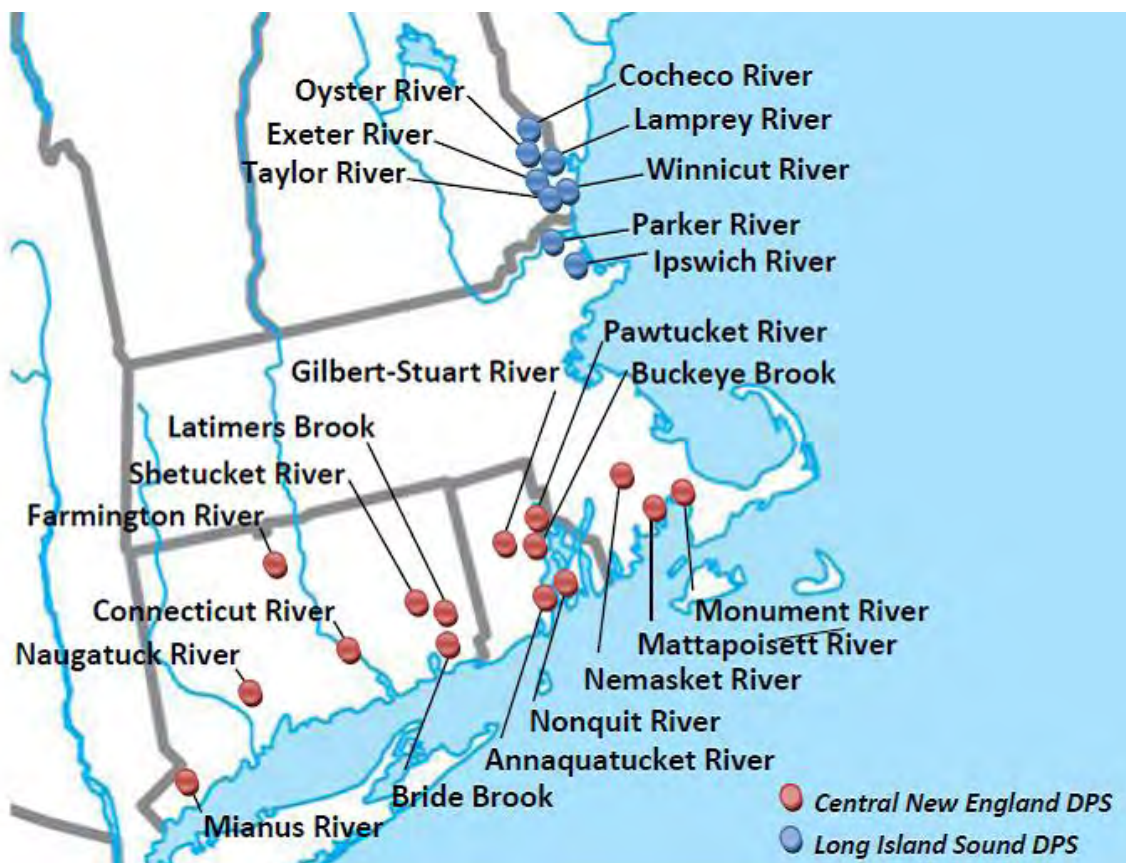 Cocheco River
Oyster River
Lamprey River
Exeter River
Taylor River
Winnicut River
Parker River
Ipswich River
Pawtucket River
Gilbert-Stuart River
Buckeye Brook
Latimers Brook
Shetucket River
Farmington River
Connecticut River
Monument River
Naugatuck River
Mattapoisett River
Nemasket River
Nonquit River
Annaquatucket River
Bride Brook
Mianus River
Central New England DPS
Long Island Sound DPS